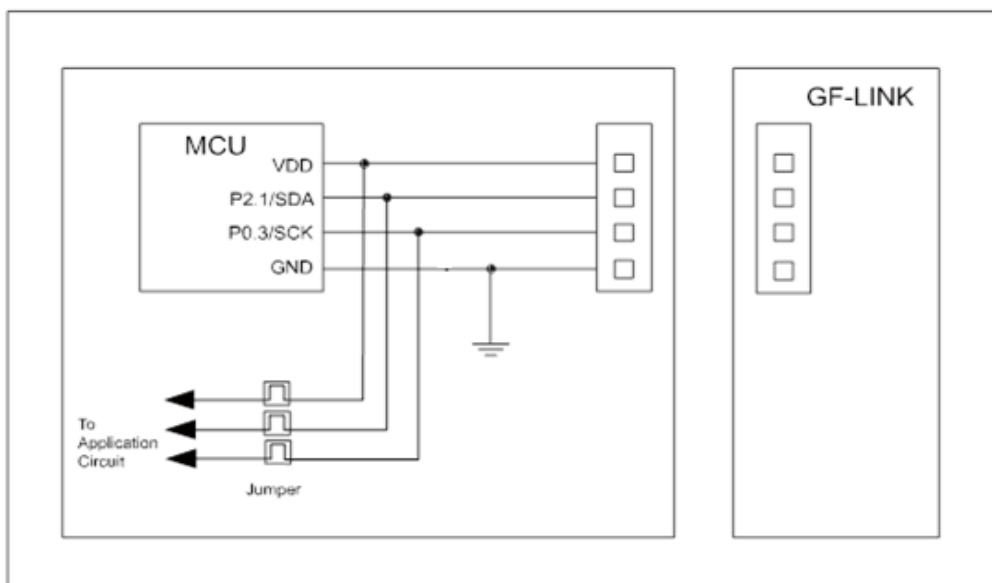 GF-LINK
MCU
VDD
P2.1/SDA
P0.3/SCK
GND
To
Application
Circuit
Jumper